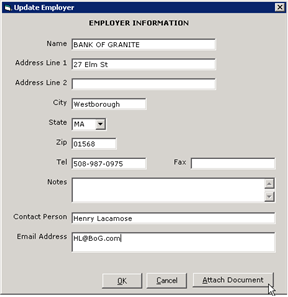 Update Employer
EMPLOYER INFORMATION
Name BANK OF GRANITE
Address Line 1 27 Elm St
Address Line 2
City Westborough
State MA
Zip 01568
Tel 508-987-0975 Fax
Notes
Contact Person Henry Lacamose
Email Address HL@BoG.com
OK Cancel Attach Document